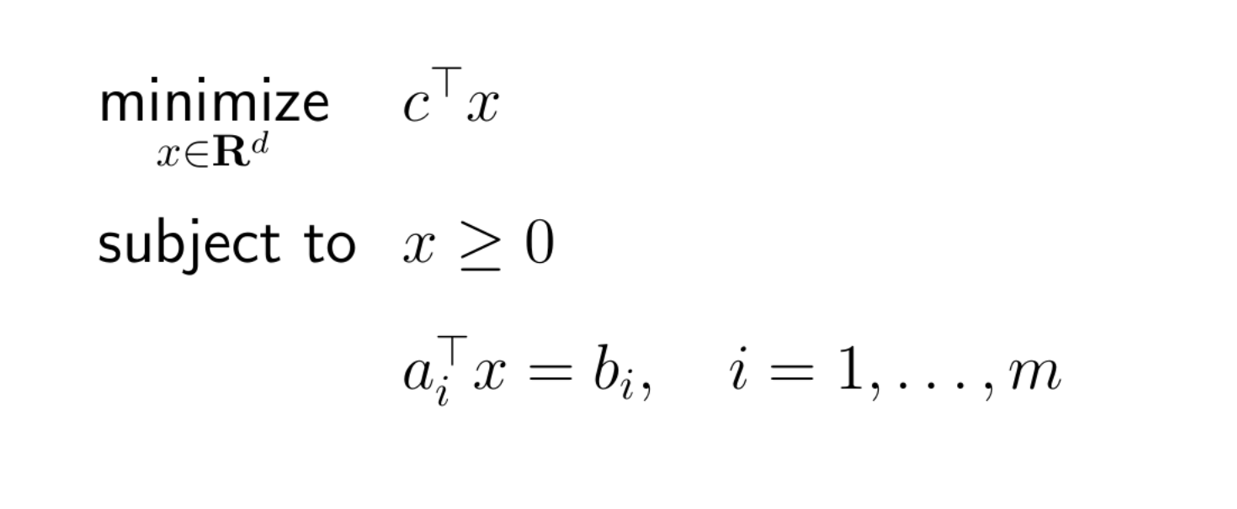 minimize c⊤x
x∈R^d
subject to x ≥ 0
a_i^⊤x = b_i, i = 1, . . . , m